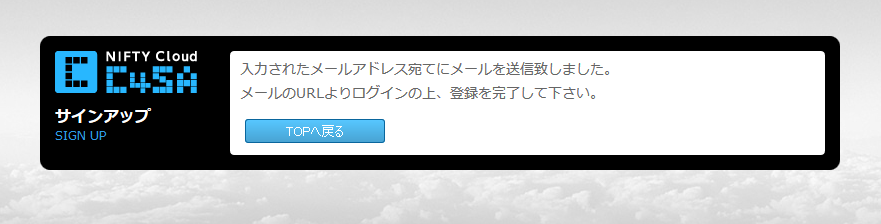 NIFTY Cloud
C4SA
サインアップ
SIGN UP
入力されたメールアドレス宛てにメールを送信致しました。
メールのURLよりログインの上、登録を完了して下さい。
TOPへ戻る